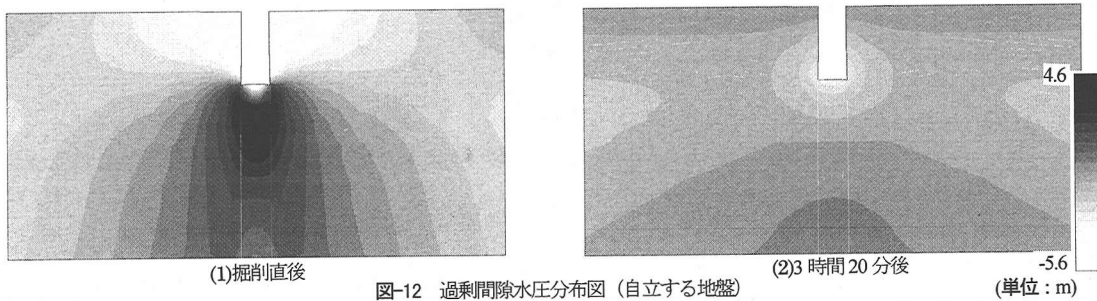 4.6
-5.6
(1)掘削直後
(2)3 時間 20 分後
図-12 過剰間隙水圧分布図（自立する地盤）
(単位：m)